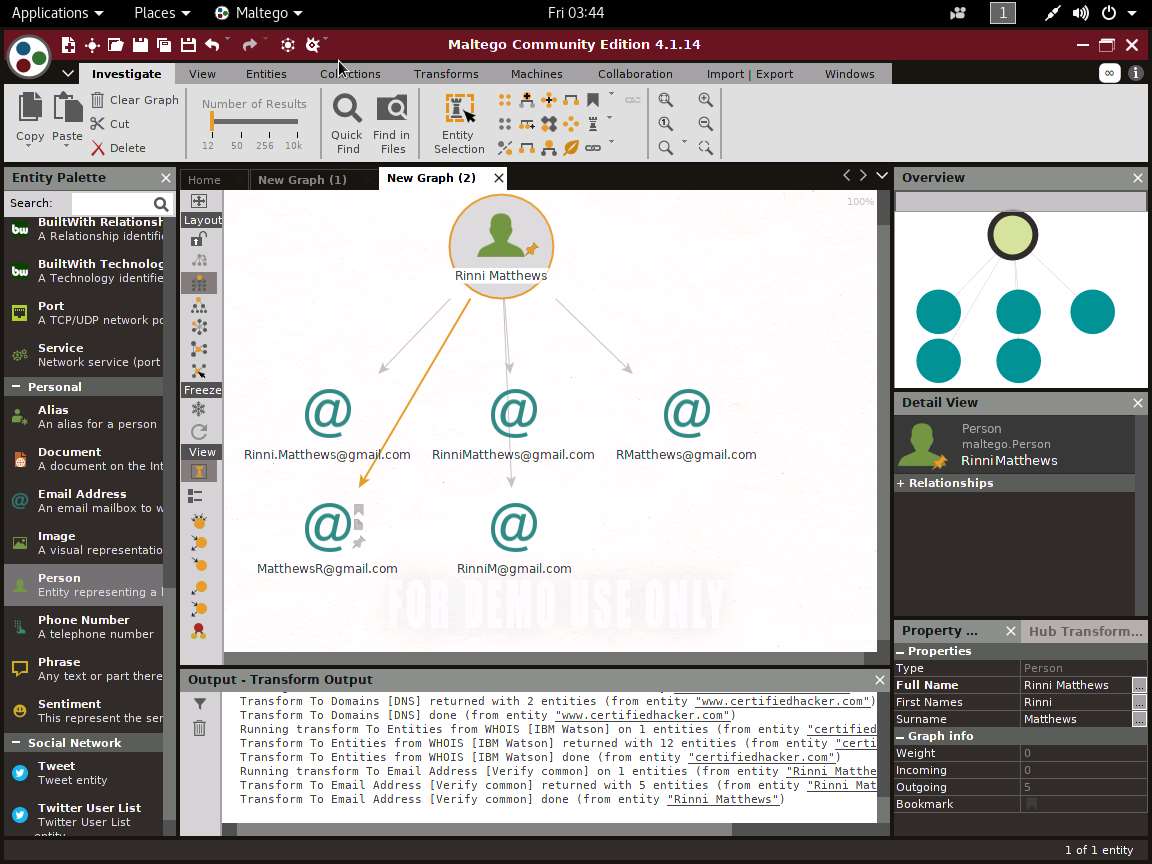 Applications
Places
Maltego
Fri 03:44
1
Maltego Community Edition 4.1.14
Investigate
View
Entities
Collections
Transforms
Machines
Collaboration
Import | Export
Windows
Copy
Paste
Clear Graph
Cut
Delete
Number of Results
12 50 256 10k
Quick Find
Find in Files
Entity Selection
Entity Palette
Search:
BuiltWith Relationsh
A Relationship identifie
BuiltWith Technolog
A Technology identifie
Port
A TCP/UDP network po
Service
Network service (port
Personal
Alias
An alias for a person
Document
A document on the Int
Email Address
An email mailbox to w
Image
A visual representatio
Person
Entity representing a
Phone Number
A telephone number
Phrase
Any text or part there
Sentiment
This represent the ser
Social Network
Tweet
Tweet entity
Twitter User List
Twitter User List
entity
Home
New Graph (1)
New Graph (2)
Layout
Freeze
View
100%
Rinni Matthews
Rinni.Matthews@gmail.com
RinniMatthews@gmail.com
RMatthews@gmail.com
MatthewsR@gmail.com
RinniM@gmail.com
FOR DEMO USE ONLY
Output - Transform Output
Transform To Domains [DNS] returned with 2 entities (from entity "www.certifiedhacker.com")
Transform To Domains [DNS] done (from entity "www.certifiedhacker.com")
Running transform To Entities from WHOIS [IBM Watson] on 1 entities (from entity "certified
Transform To Entities from WHOIS [IBM Watson] returned with 12 entities (from entity "certi
Transform To Entities from WHOIS [IBM Watson] done (from entity "certifiedhacker.com")
Running transform To Email Address [Verify common] on 1 entities (from entity "Rinni Matthe
Transform To Email Address [Verify common] returned with 5 entities (from entity "Rinni Mat
Transform To Email Address [Verify common] done (from entity "Rinni Matthews")
Overview
Detail View
Person
maltego.Person
Rinni Matthews
+ Relationships
Property ...
Hub Transform...
Properties
Type Person
Full Name Rinni Matthews ...
First Names Rinni ...
Surname Matthews ...
Graph info
Weight 0
Incoming 0
Outgoing 5
Bookmark
1 of 1 entity